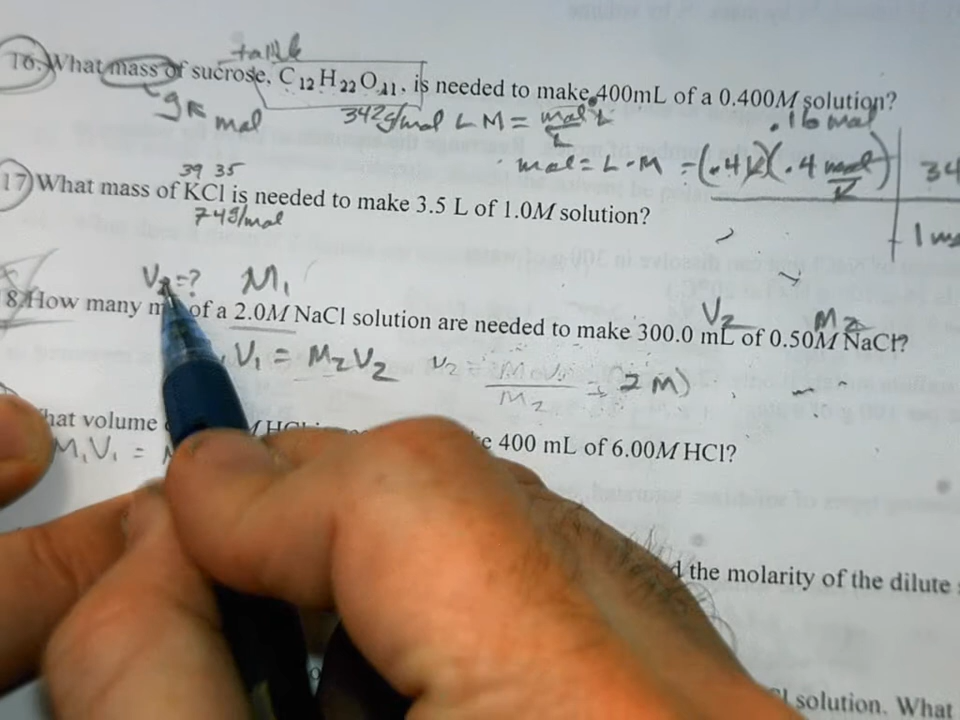 table
16. What mass of sucrose, C12H22O11, is needed to make 400mL of a 0.400M solution?
mol 342g/mol M = mol/L .16 mol
mol = L · M = (.4L)(.4 mol/L) 34
39 35 1 m
17) What mass of KCl is needed to make 3.5 L of 1.0M solution?
74g/mol
V2=? M1 V2 M2
8. How many m of a 2.0M NaCl solution are needed to make 300.0 mL of 0.50M NaCl?
V1 = M2V2 V2 = M2 2M)
hat volume 400 mL of 6.00M HCl?
M1V1 =
the molarity of the dilute
solution. What